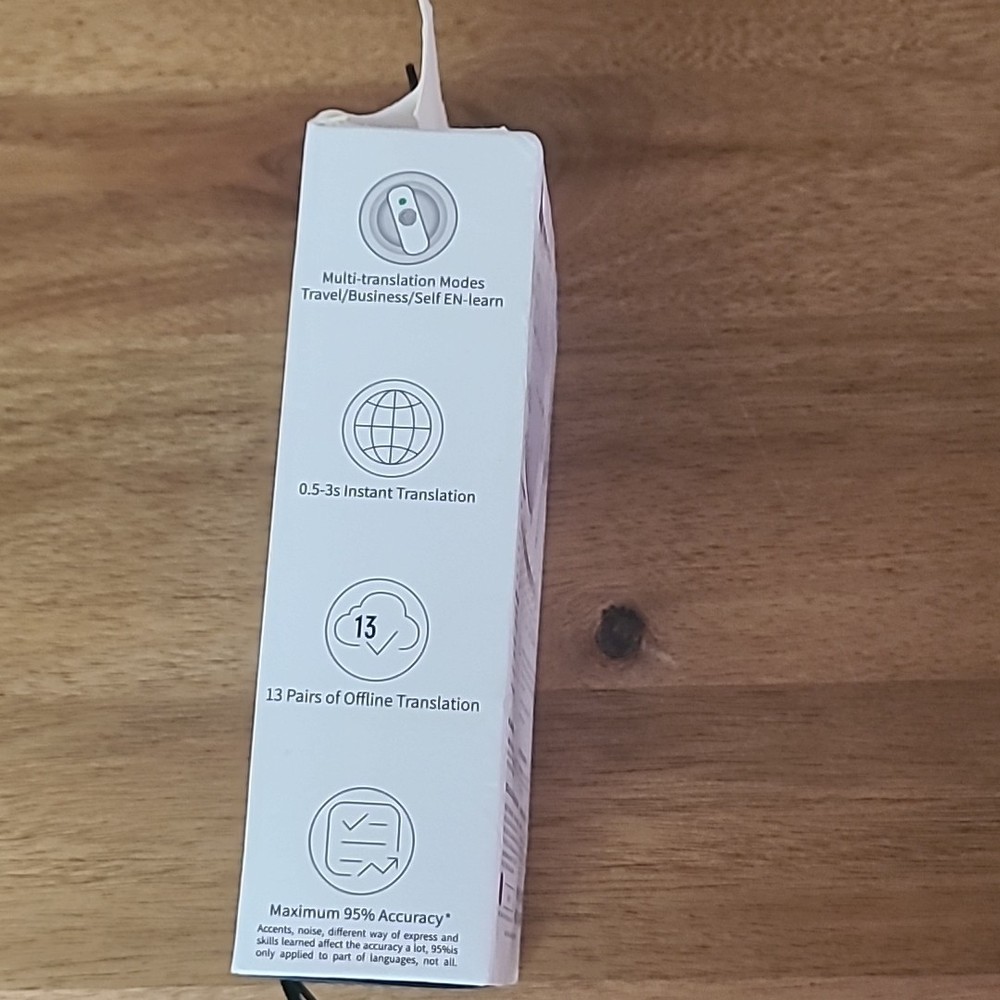 Multi-translation Modes
Travel/Business/Self EN-learn
0.5-3s Instant Translation
13
13 Pairs of Offline Translation
Maximum 95% Accuracy*
Accents, noise, different way of express and
skills learned affect the accuracy a lot, 95%is
only applied to part of languages, not all.